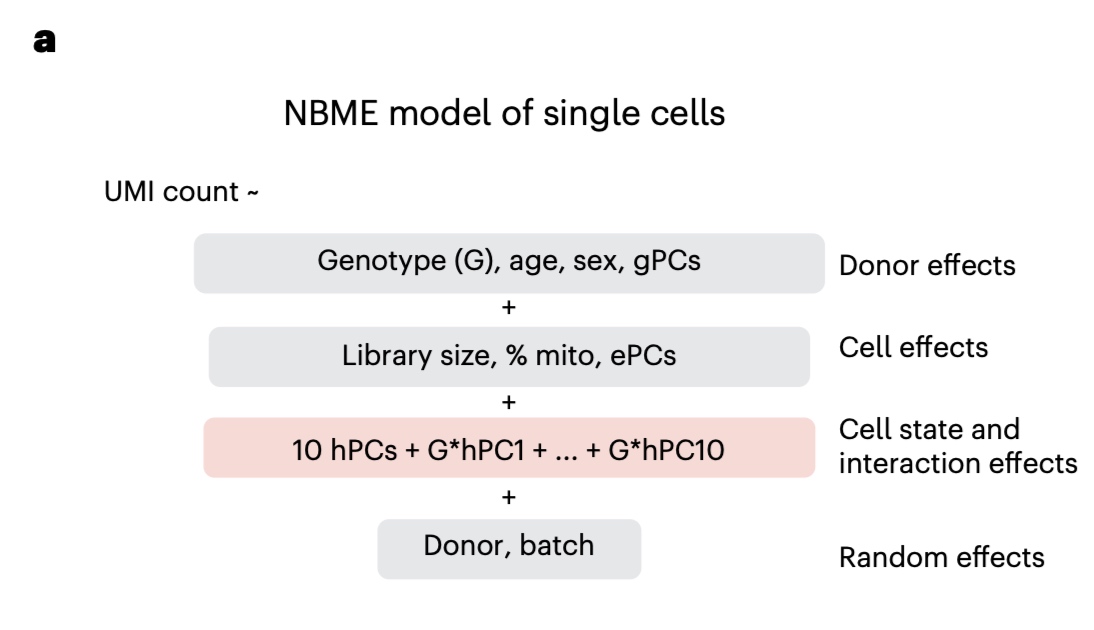 a
NBME model of single cells
UMI count ~
Genotype (G), age, sex, gPCs
Donor effects
+
Library size, % mito, ePCs
Cell effects
+
10 hPCs + G*hPC1 + ... + G*hPC10
Cell state and
interaction effects
+
Donor, batch
Random effects